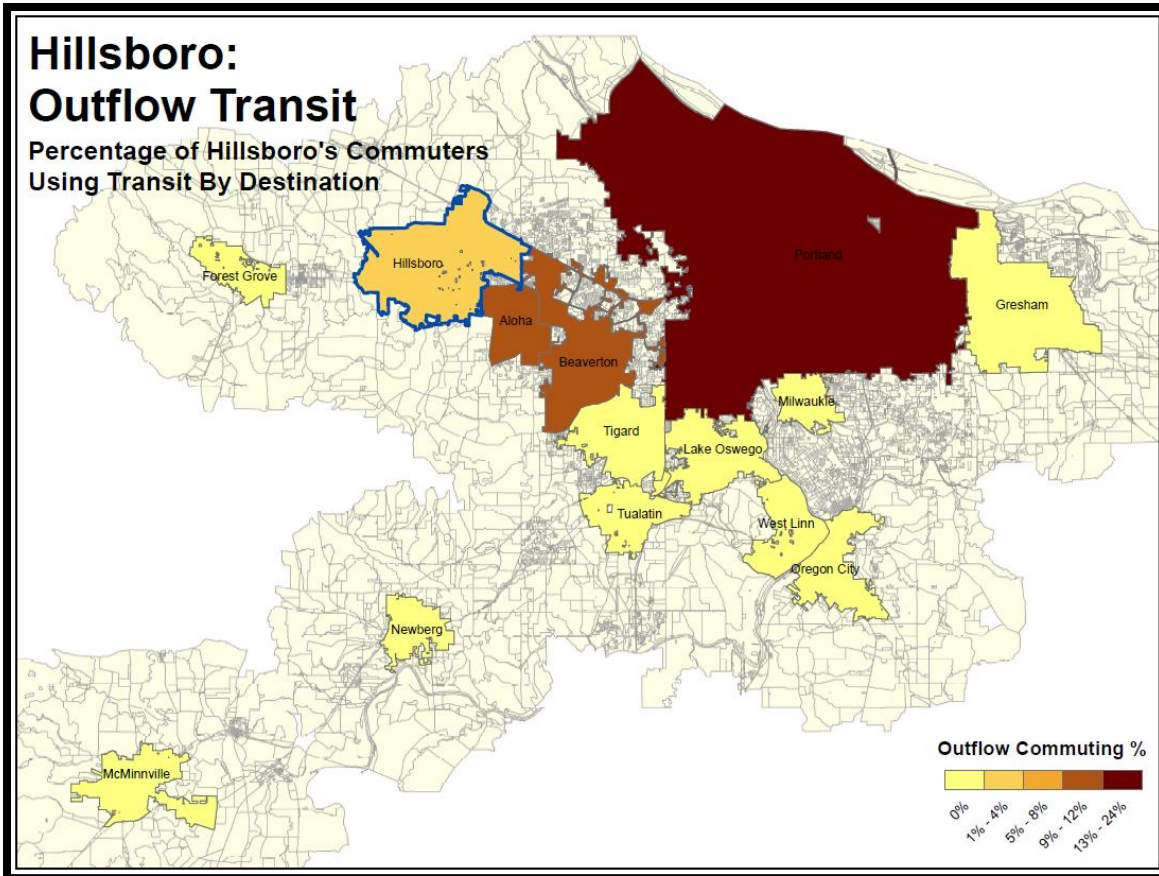 Hillsboro:
Outflow Transit
Percentage of Hillsboro's Commuters
Using Transit By Destination
Portland
Forest Grove
Hillsboro
Gresham
Aloha
Beaverton
Milwaukie
Tigard
Lake Oswego
Tualatin
West Linn
Oregon City
Newberg
McMinnville
Outflow Commuting %
0%
1% - 4%
5% - 8%
9% - 12%
13% - 24%